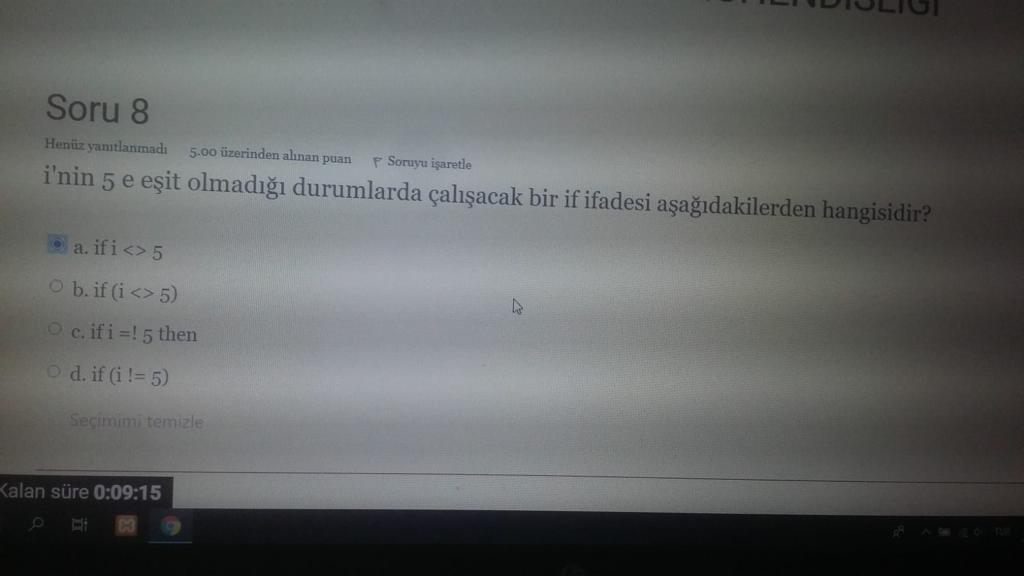 Soru 8
Henüz yanıtlanmadı 5.00 üzerinden alınan puan Soruyu işaretle
i'nin 5 e eşit olmadığı durumlarda çalışacak bir if ifadesi aşağıdakilerden hangisidir?
a. if i <> 5
b. if (i <> 5)
c. if i =! 5 then
d. if (i != 5)
Seçimimi temizle
Kalan süre 0:09:15